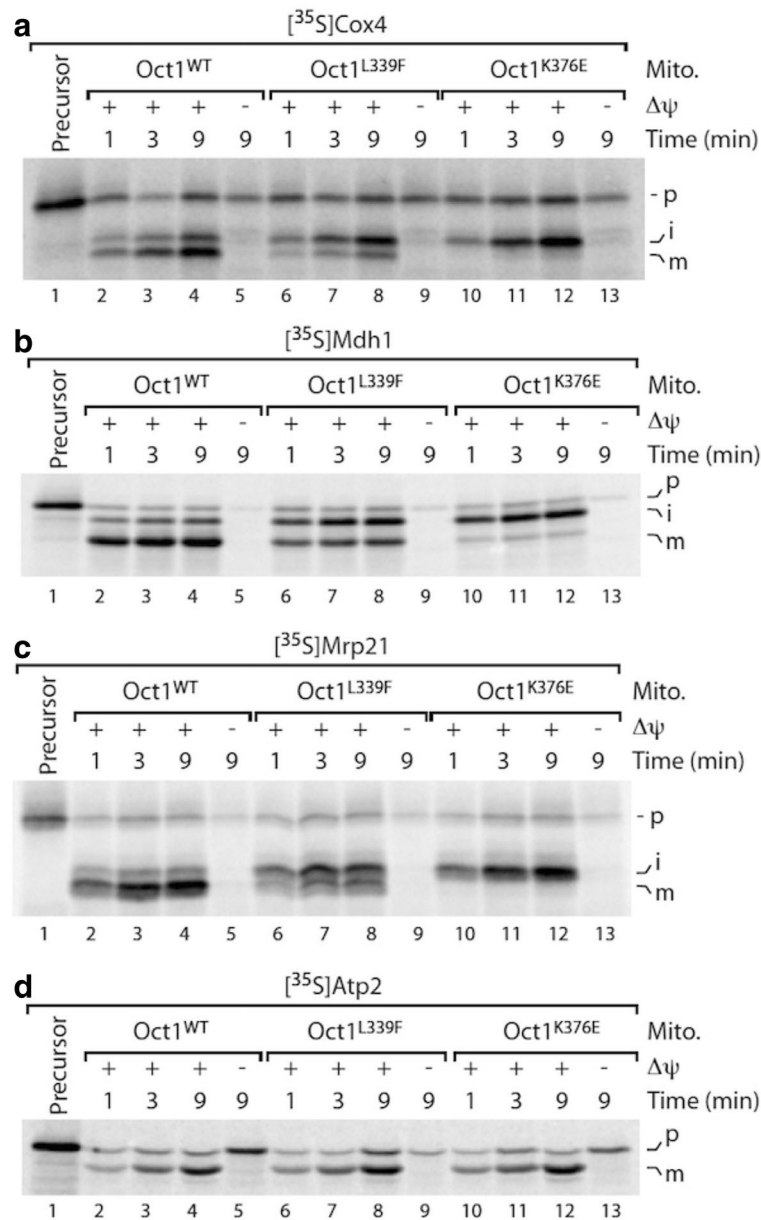 a
[35S]Cox4
Precursor
Oct1WT Oct1L339F Oct1K376E Mito.
+ + + - + + + - + + + - Δψ
1 3 9 9 1 3 9 9 1 3 9 9 Time (min)
p
i
m
1 2 3 4 5 6 7 8 9 10 11 12 13
b
[35S]Mdh1
Precursor
Oct1WT Oct1L339F Oct1K376E Mito.
+ + + - + + + - + + + - Δψ
1 3 9 9 1 3 9 9 1 3 9 9 Time (min)
p
i
m
1 2 3 4 5 6 7 8 9 10 11 12 13
c
[35S]Mrp21
Precursor
Oct1WT Oct1L339F Oct1K376E Mito.
+ + + - + + + - + + + - Δψ
1 3 9 9 1 3 9 9 1 3 9 9 Time (min)
p
i
m
1 2 3 4 5 6 7 8 9 10 11 12 13
d
[35S]Atp2
Precursor
Oct1WT Oct1L339F Oct1K376E Mito.
+ + + - + + + - + + + - Δψ
1 3 9 9 1 3 9 9 1 3 9 9 Time (min)
p
m
1 2 3 4 5 6 7 8 9 10 11 12 13